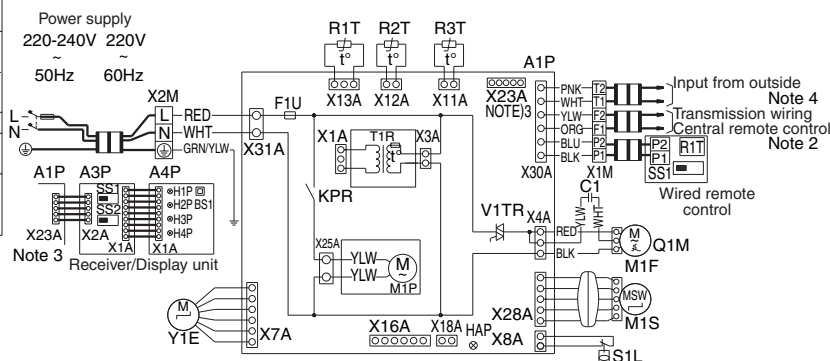 Power supply
220-240V 220V
~ ~
50Hz 60Hz
X2M
L L RED
N N WHT
GRN/YLW
X31A
F1U
R1T R2T R3T
t° t° t°
X13A X12A X11A
A1P
X23A
NOTE)3
X1A T1R X3A
t°
KPR
X25A
YLW
YLW
M
~
M1P
V1TR
X4A
X30A
PNK T2
WHT T1
YLW F2
ORG F1
BLU P2
BLK P1
X1M
Input from outside
Note 4
Transmission wiring
Central remote control
Note 2
P2 R1T
P1
SS1
Wired remote
control
C1
YLW WHT
RED
BLK
M
~
Q1M
M1F
X28A
MSW
M1S
X8A
S1L
A1P A3P A4P
SS1
SS2
H1P
H2P BS1
H3P
H4P
X23A X2A X1A X1A
Note 3 Receiver/Display unit
M
Y1E
X7A
X16A X18A HAP